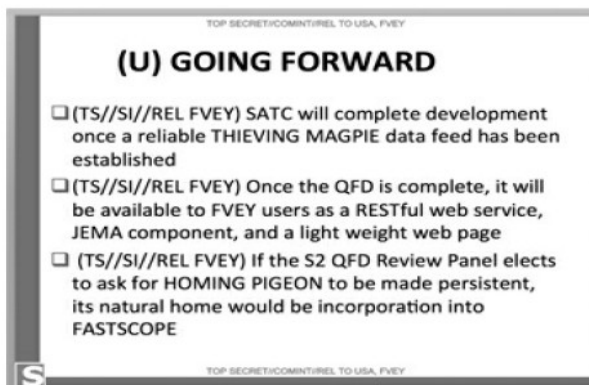 TOP SECRET//COMINT//REL TO USA, FVEY
(U) GOING FORWARD
❑ (TS//SI//REL FVEY) SATC will complete development
once a reliable THIEVING MAGPIE data feed has been
established
❑ (TS//SI//REL FVEY) Once the QFD is complete, it will
be available to FVEY users as a RESTful web service,
JEMA component, and a light weight web page
❑ (TS//SI//REL FVEY) If the S2 QFD Review Panel elects
to ask for HOMING PIGEON to be made persistent,
its natural home would be incorporation into
FASTSCOPE
S
TOP SECRET//COMINT//REL TO USA, FVEY